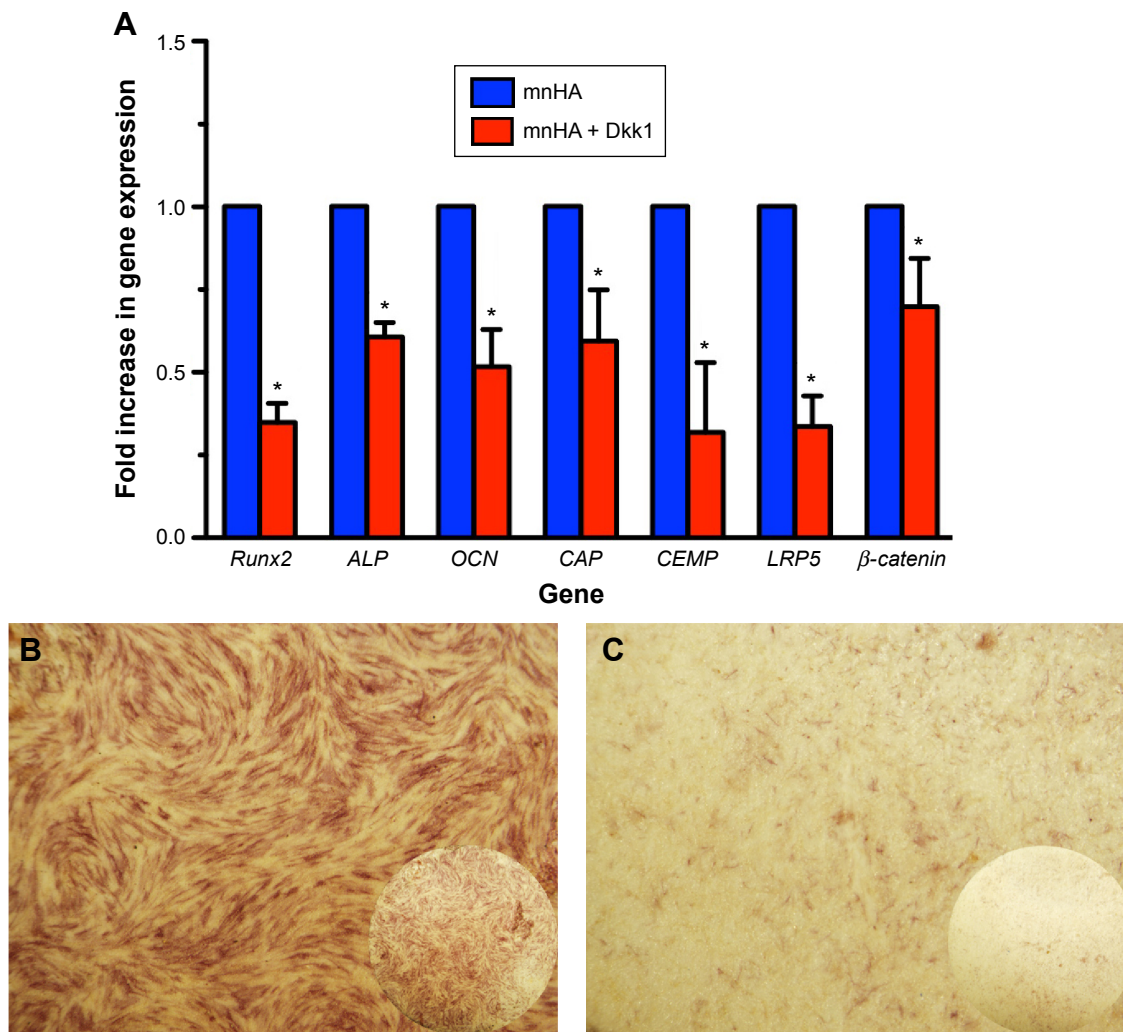 A
Fold increase in gene expression
1.5
1.0
0.5
0.0
mnHA
mnHA + Dkk1
*
*
*
*
*
*
*
Runx2 ALP OCN CAP CEMP LRP5 β-catenin
Gene
B
C